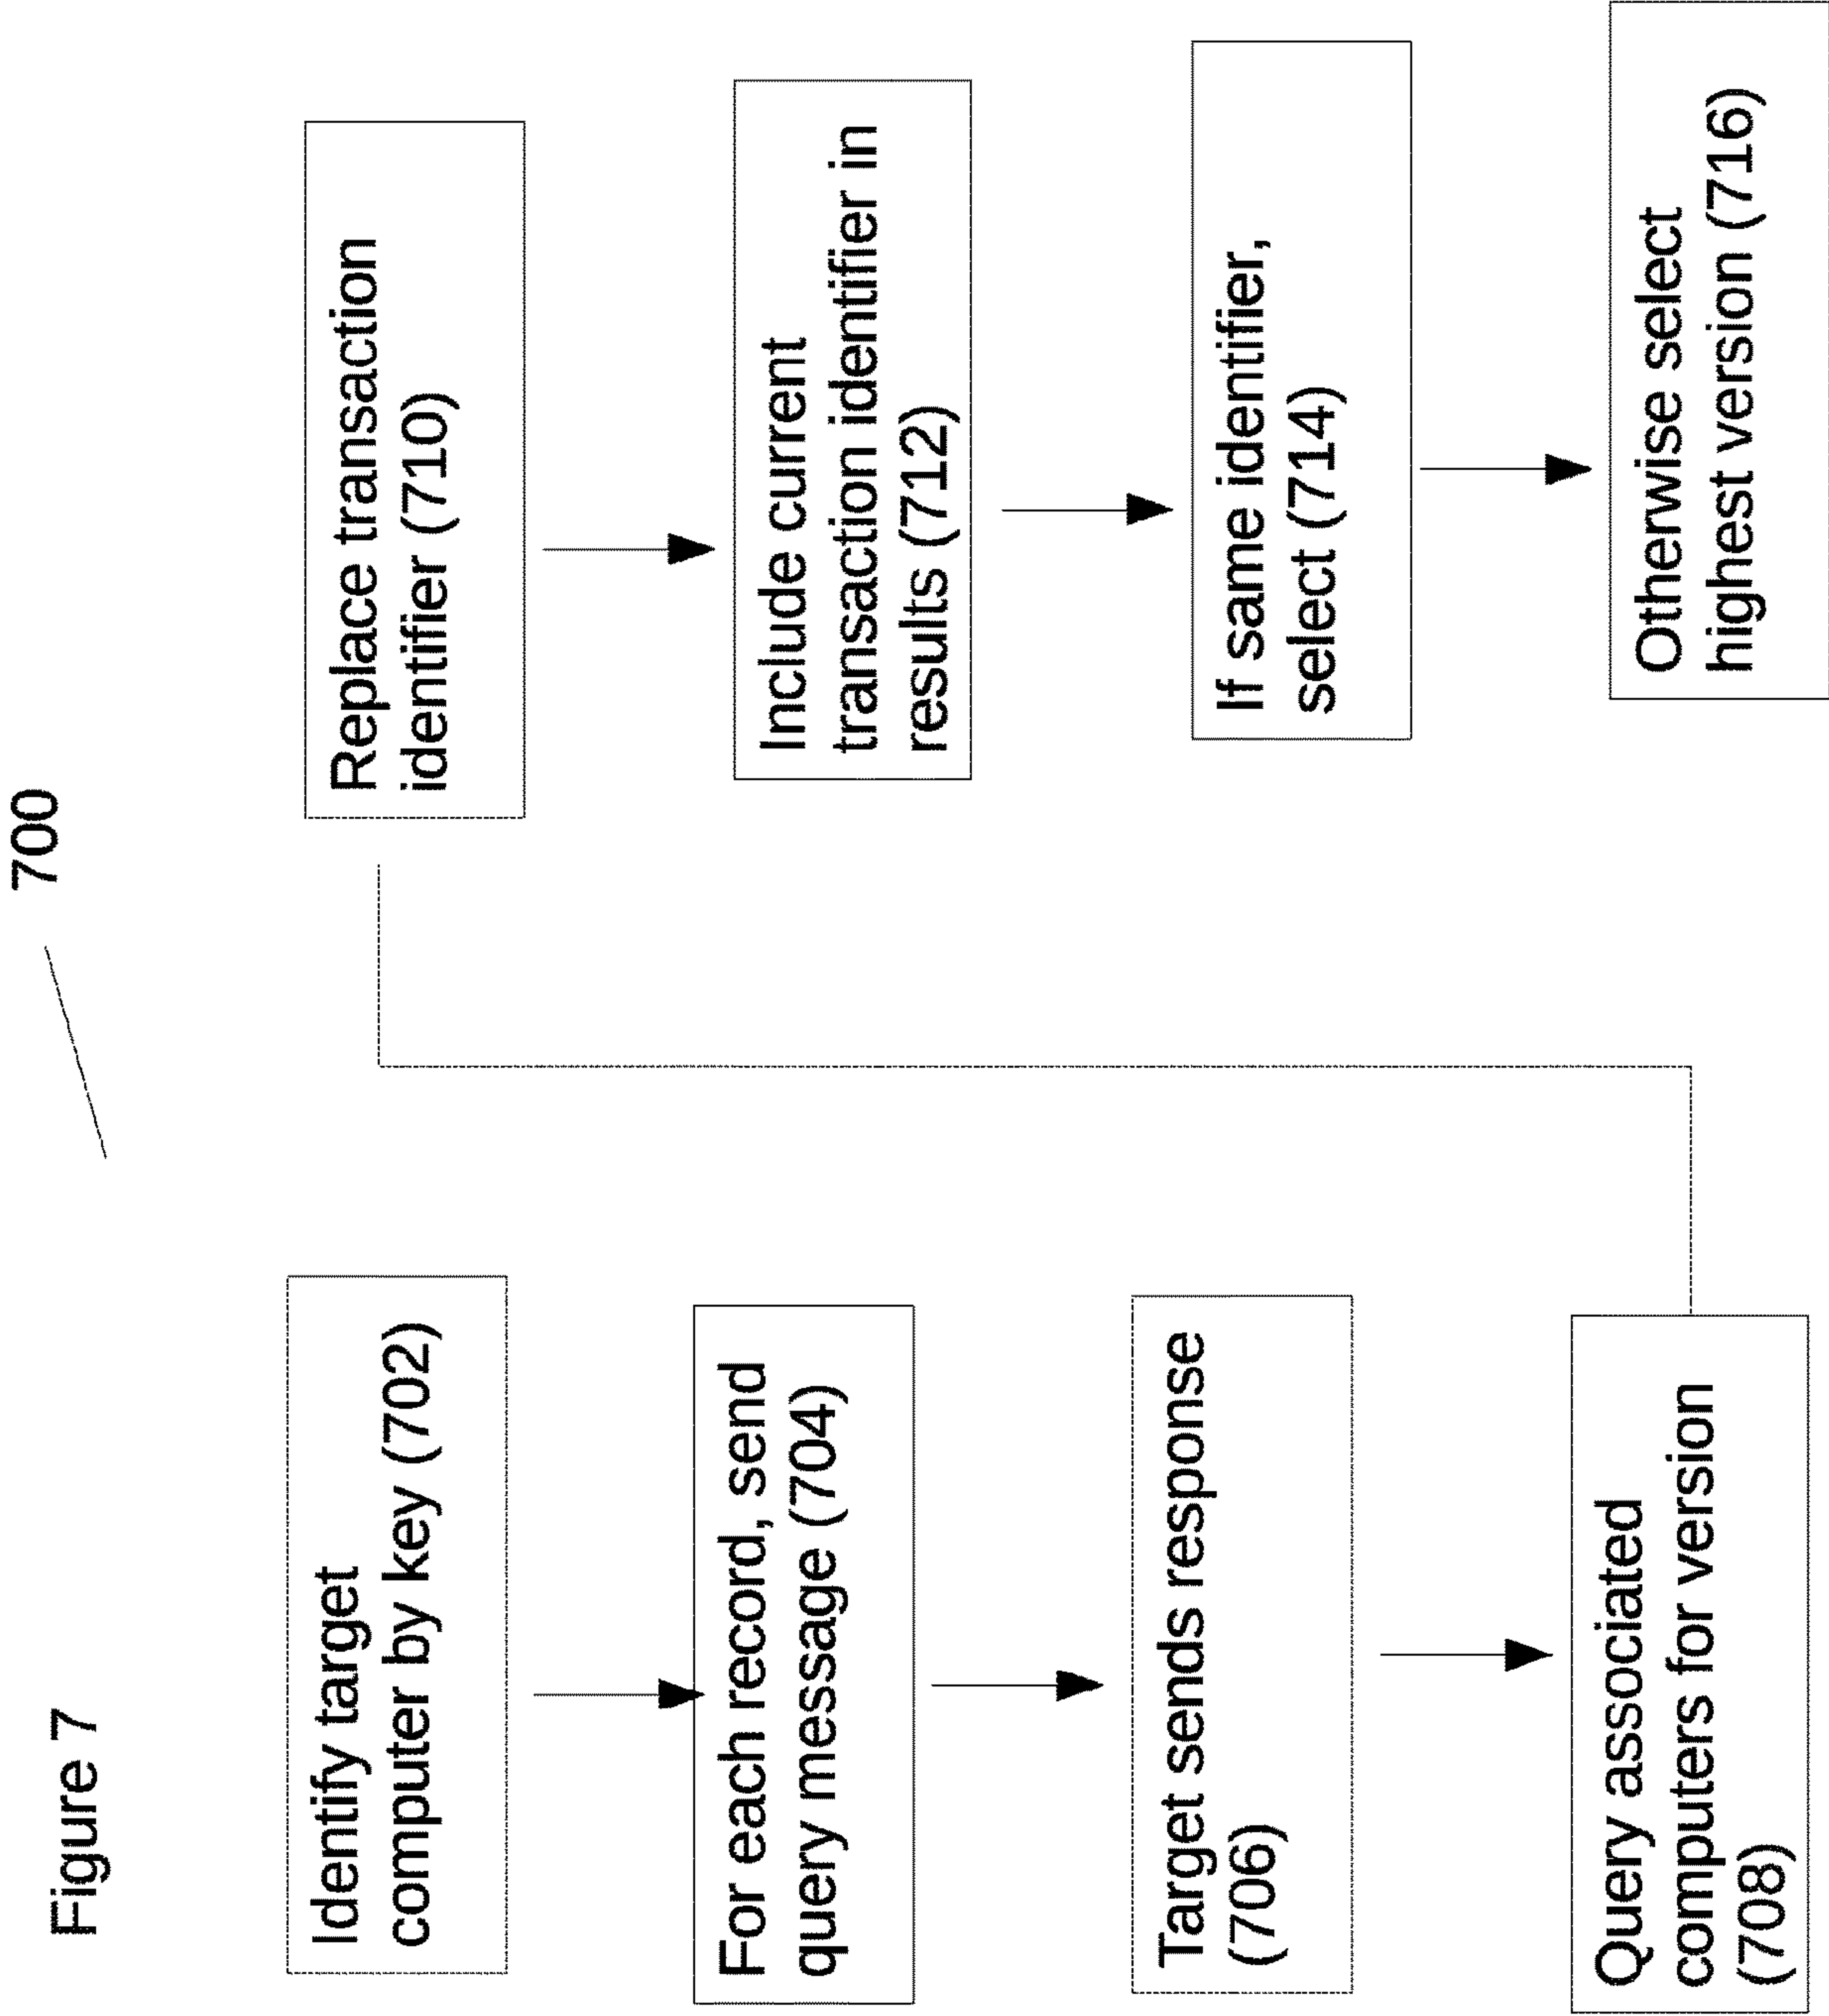 Figure 7
700
Identify target
computer by key (702)
For each record, send
query message (704)
Target sends response
(706)
Query associated
computers for version
(708)
Replace transaction
identifier (710)
Include current
transaction identifier in
results (712)
If same identifier,
select (714)
Otherwise select
highest version (716)